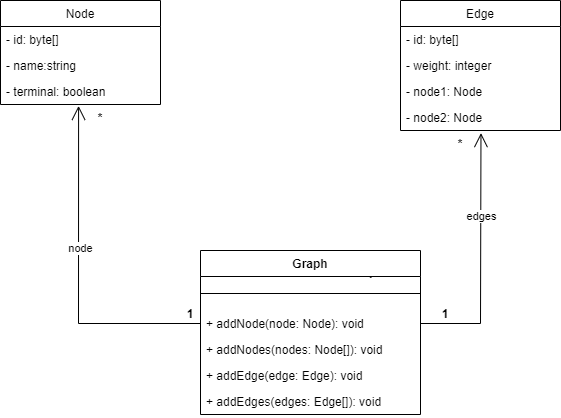 Node
- id: byte[]
- name:string
- terminal: boolean
*
Edge
- id: byte[]
- weight: integer
- node1: Node
- node2: Node
*
node
edges
Graph
1
1
+ addNode(node: Node): void
+ addNodes(nodes: Node[]): void
+ addEdge(edge: Edge): void
+ addEdges(edges: Edge[]): void